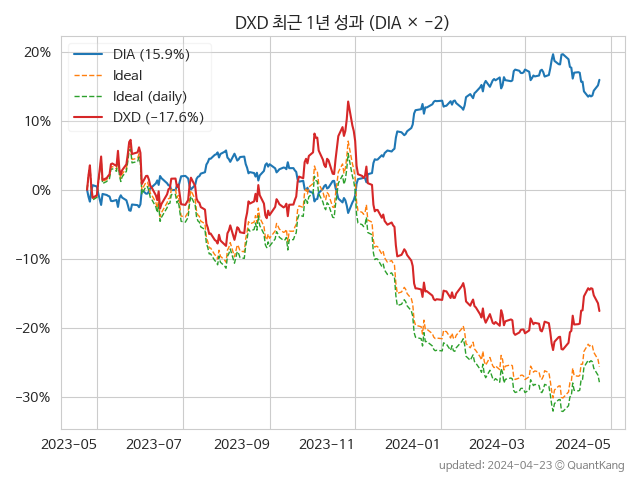 DXD 최근 1년 성과 (DIA × −2)
DIA (15.9%)
Ideal
Ideal (daily)
DXD (−17.6%)
20%
10%
0%
−10%
−20%
−30%
2023-05 2023-07 2023-09 2023-11 2024-01 2024-03 2024-05
updated: 2024-04-23 © QuantKang